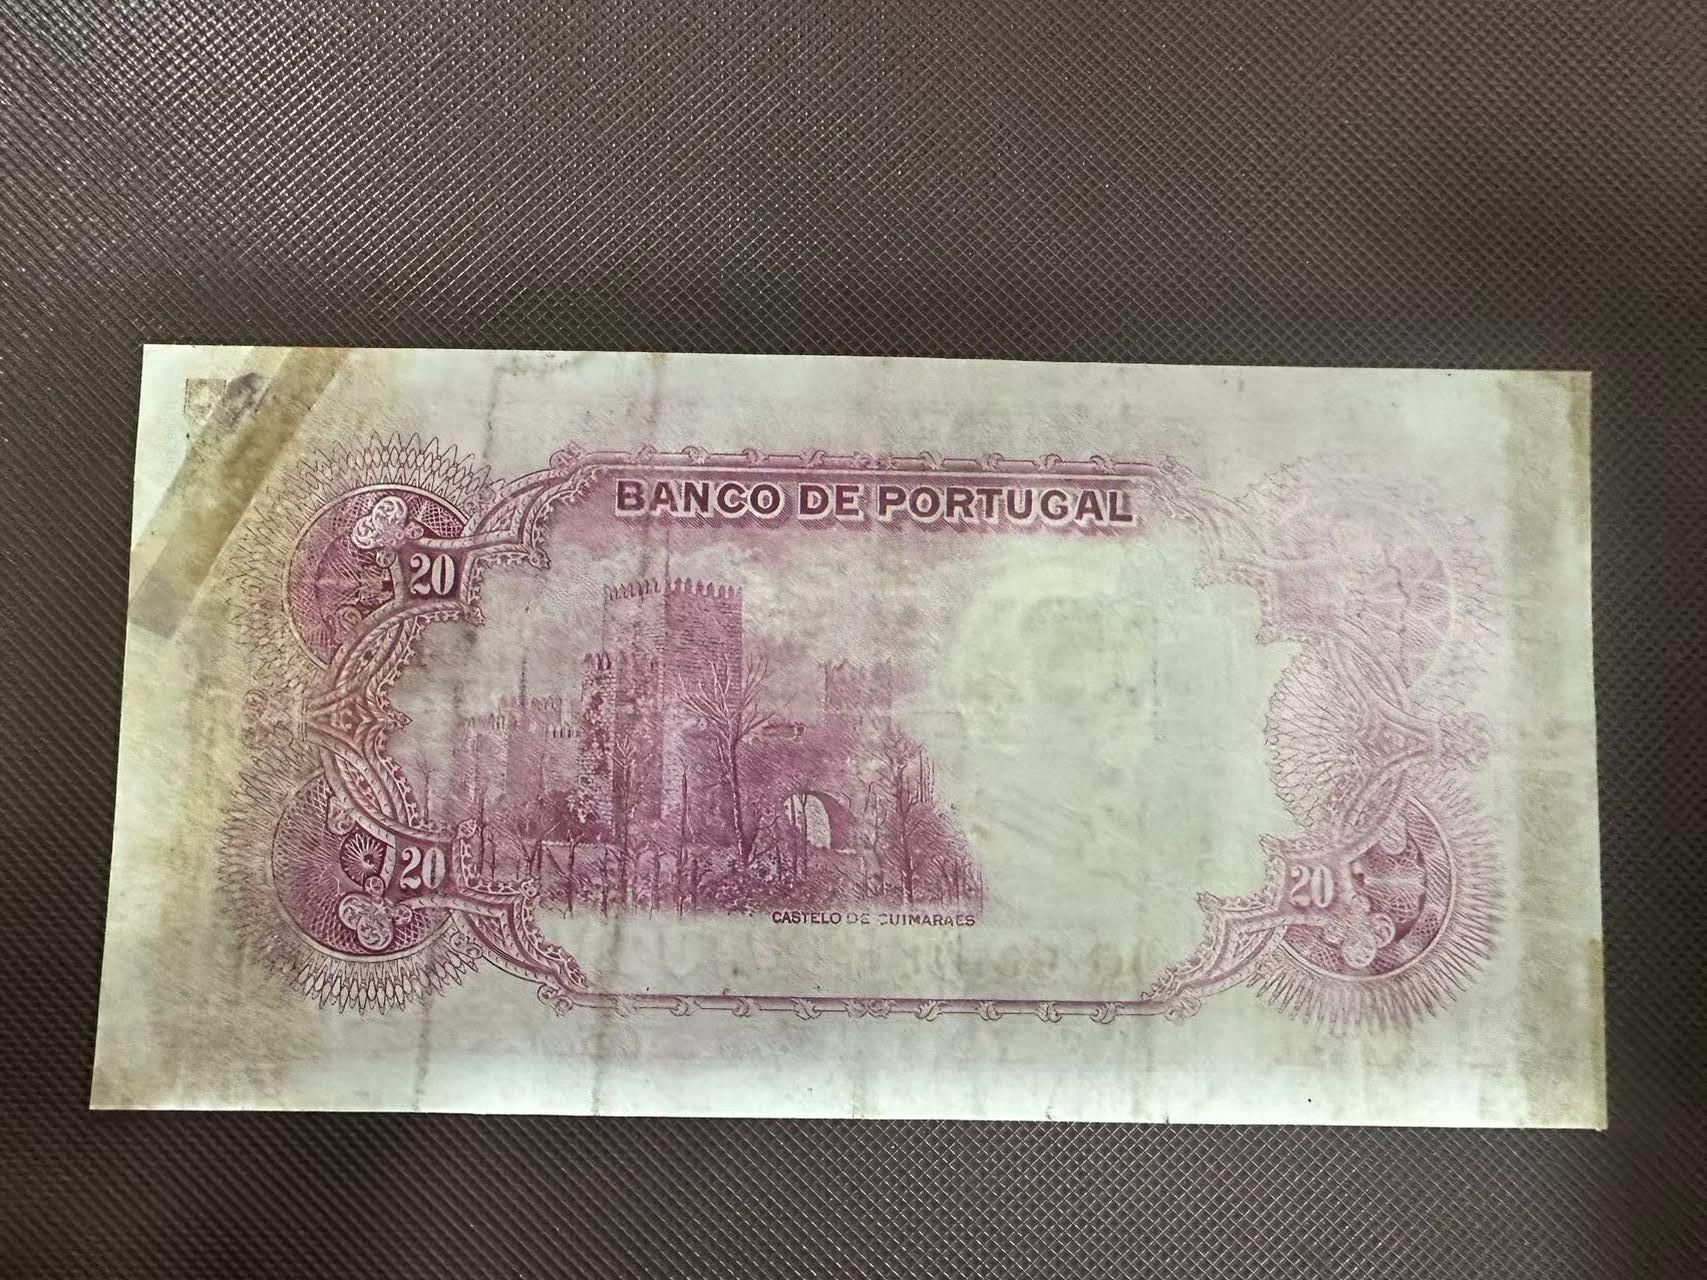 BANCO DE PORTUGAL
20
20
20
CASTELO DE GUIMARAES